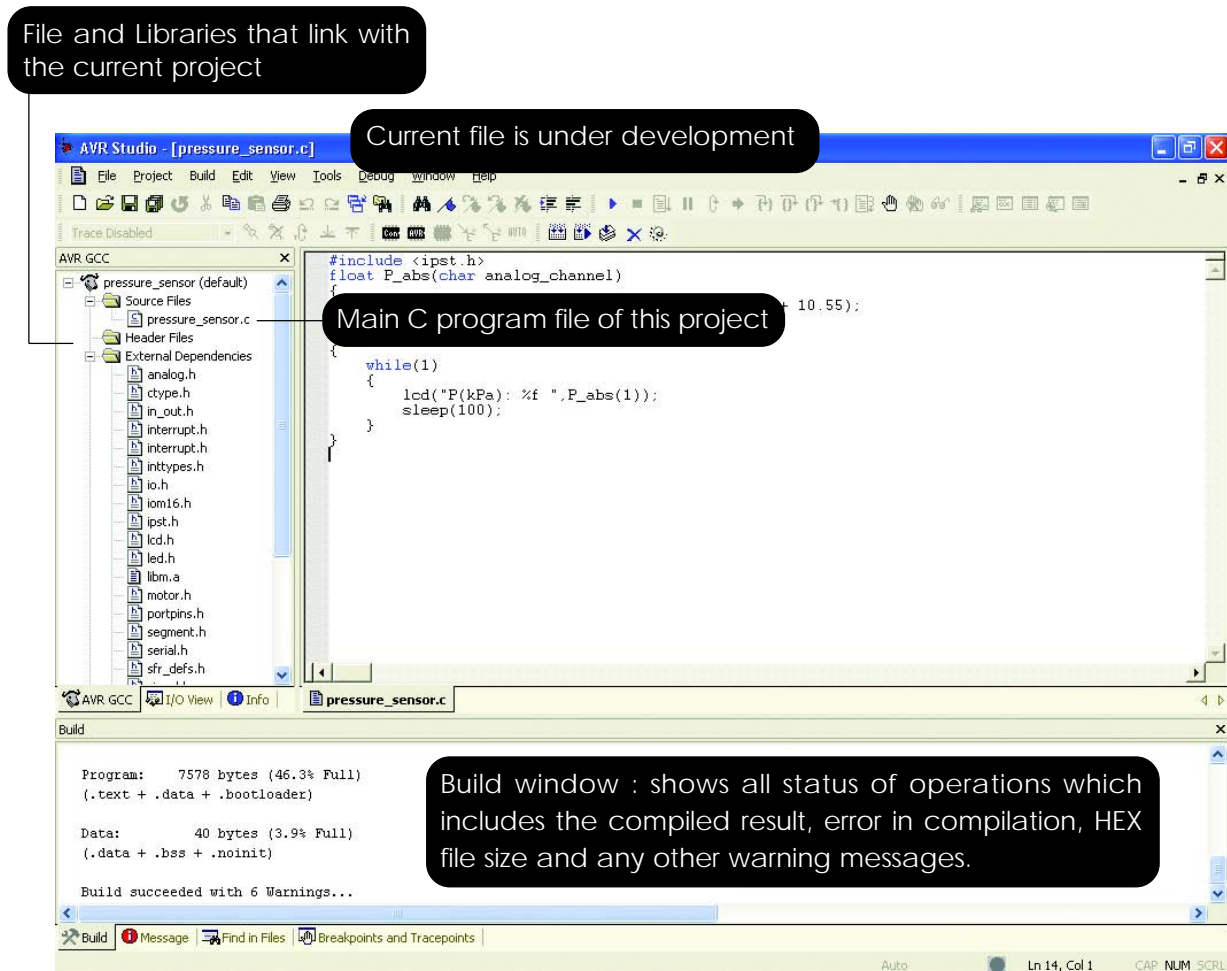 File and Libraries that link with
the current project
Current file is under development
AVR Studio - [pressure_sensor.c]
File Project Build Edit View Tools Debug Window Help
Trace Disabled
Con AVR AUTO
AVR GCC
pressure_sensor (default)
Source Files
pressure_sensor.c
Header Files
External Dependencies
analog.h
ctype.h
in_out.h
interrupt.h
interrupt.h
inttypes.h
io.h
iom16.h
ipst.h
lcd.h
led.h
libm.a
motor.h
portpins.h
segment.h
serial.h
sfr_defs.h
#include <ipst.h>
float P_abs(char analog_channel)
{
+ 10.55);
Main C program file of this project
{
while(1)
{
lcd("P(kPa): %f ",P_abs(1));
sleep(100);
}
}
AVR GCC I/O View Info
pressure_sensor.c
Build
Program: 7578 bytes (46.3% Full)
(.text + .data + .bootloader)
Data: 40 bytes (3.9% Full)
(.data + .bss + .noinit)
Build succeeded with 6 Warnings...
Build window : shows all status of operations which
includes the compiled result, error in compilation, HEX
file size and any other warning messages.
Build Message Find in Files Breakpoints and Tracepoints
Auto Ln 14, Col 1 CAP NUM SCRL